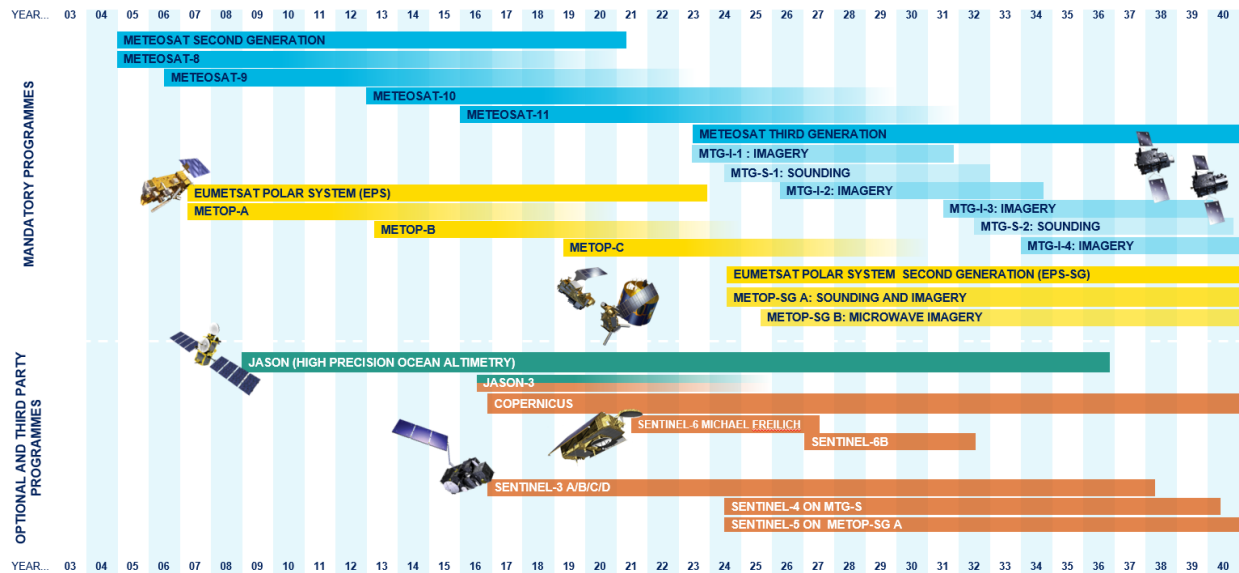 YEAR... 03 04 05 06 07 08 09 10 11 12 13 14 15 16 17 18 19 20 21 22 23 24 25 26 27 28 29 30 31 32 33 34 35 36 37 38 39 40
MANDATORY PROGRAMMES
METEOSAT SECOND GENERATION
METEOSAT-8
METEOSAT-9
METEOSAT-10
METEOSAT-11
METEOSAT THIRD GENERATION
MTG-I-1 : IMAGERY
MTG-S-1: SOUNDING
EUMETSAT POLAR SYSTEM (EPS)
MTG-I-2: IMAGERY
METOP-A
MTG-I-3: IMAGERY
METOP-B
MTG-S-2: SOUNDING
METOP-C
MTG-I-4: IMAGERY
EUMETSAT POLAR SYSTEM SECOND GENERATION (EPS-SG)
METOP-SG A: SOUNDING AND IMAGERY
METOP-SG B: MICROWAVE IMAGERY
OPTIONAL AND THIRD PARTY
PROGRAMMES
JASON (HIGH PRECISION OCEAN ALTIMETRY)
JASON-3
COPERNICUS
SENTINEL-6 MICHAEL FREILICH
SENTINEL-6B
SENTINEL-3 A/B/C/D
SENTINEL-4 ON MTG-S
SENTINEL-5 ON METOP-SG A
YEAR... 03 04 05 06 07 08 09 10 11 12 13 14 15 16 17 18 19 20 21 22 23 24 25 26 27 28 29 30 31 32 33 34 35 36 37 38 39 40